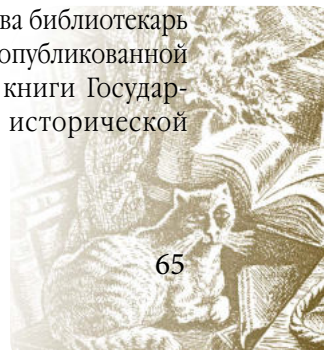 ва библиотекарь
опубликованной
книги Государ-
исторической
65